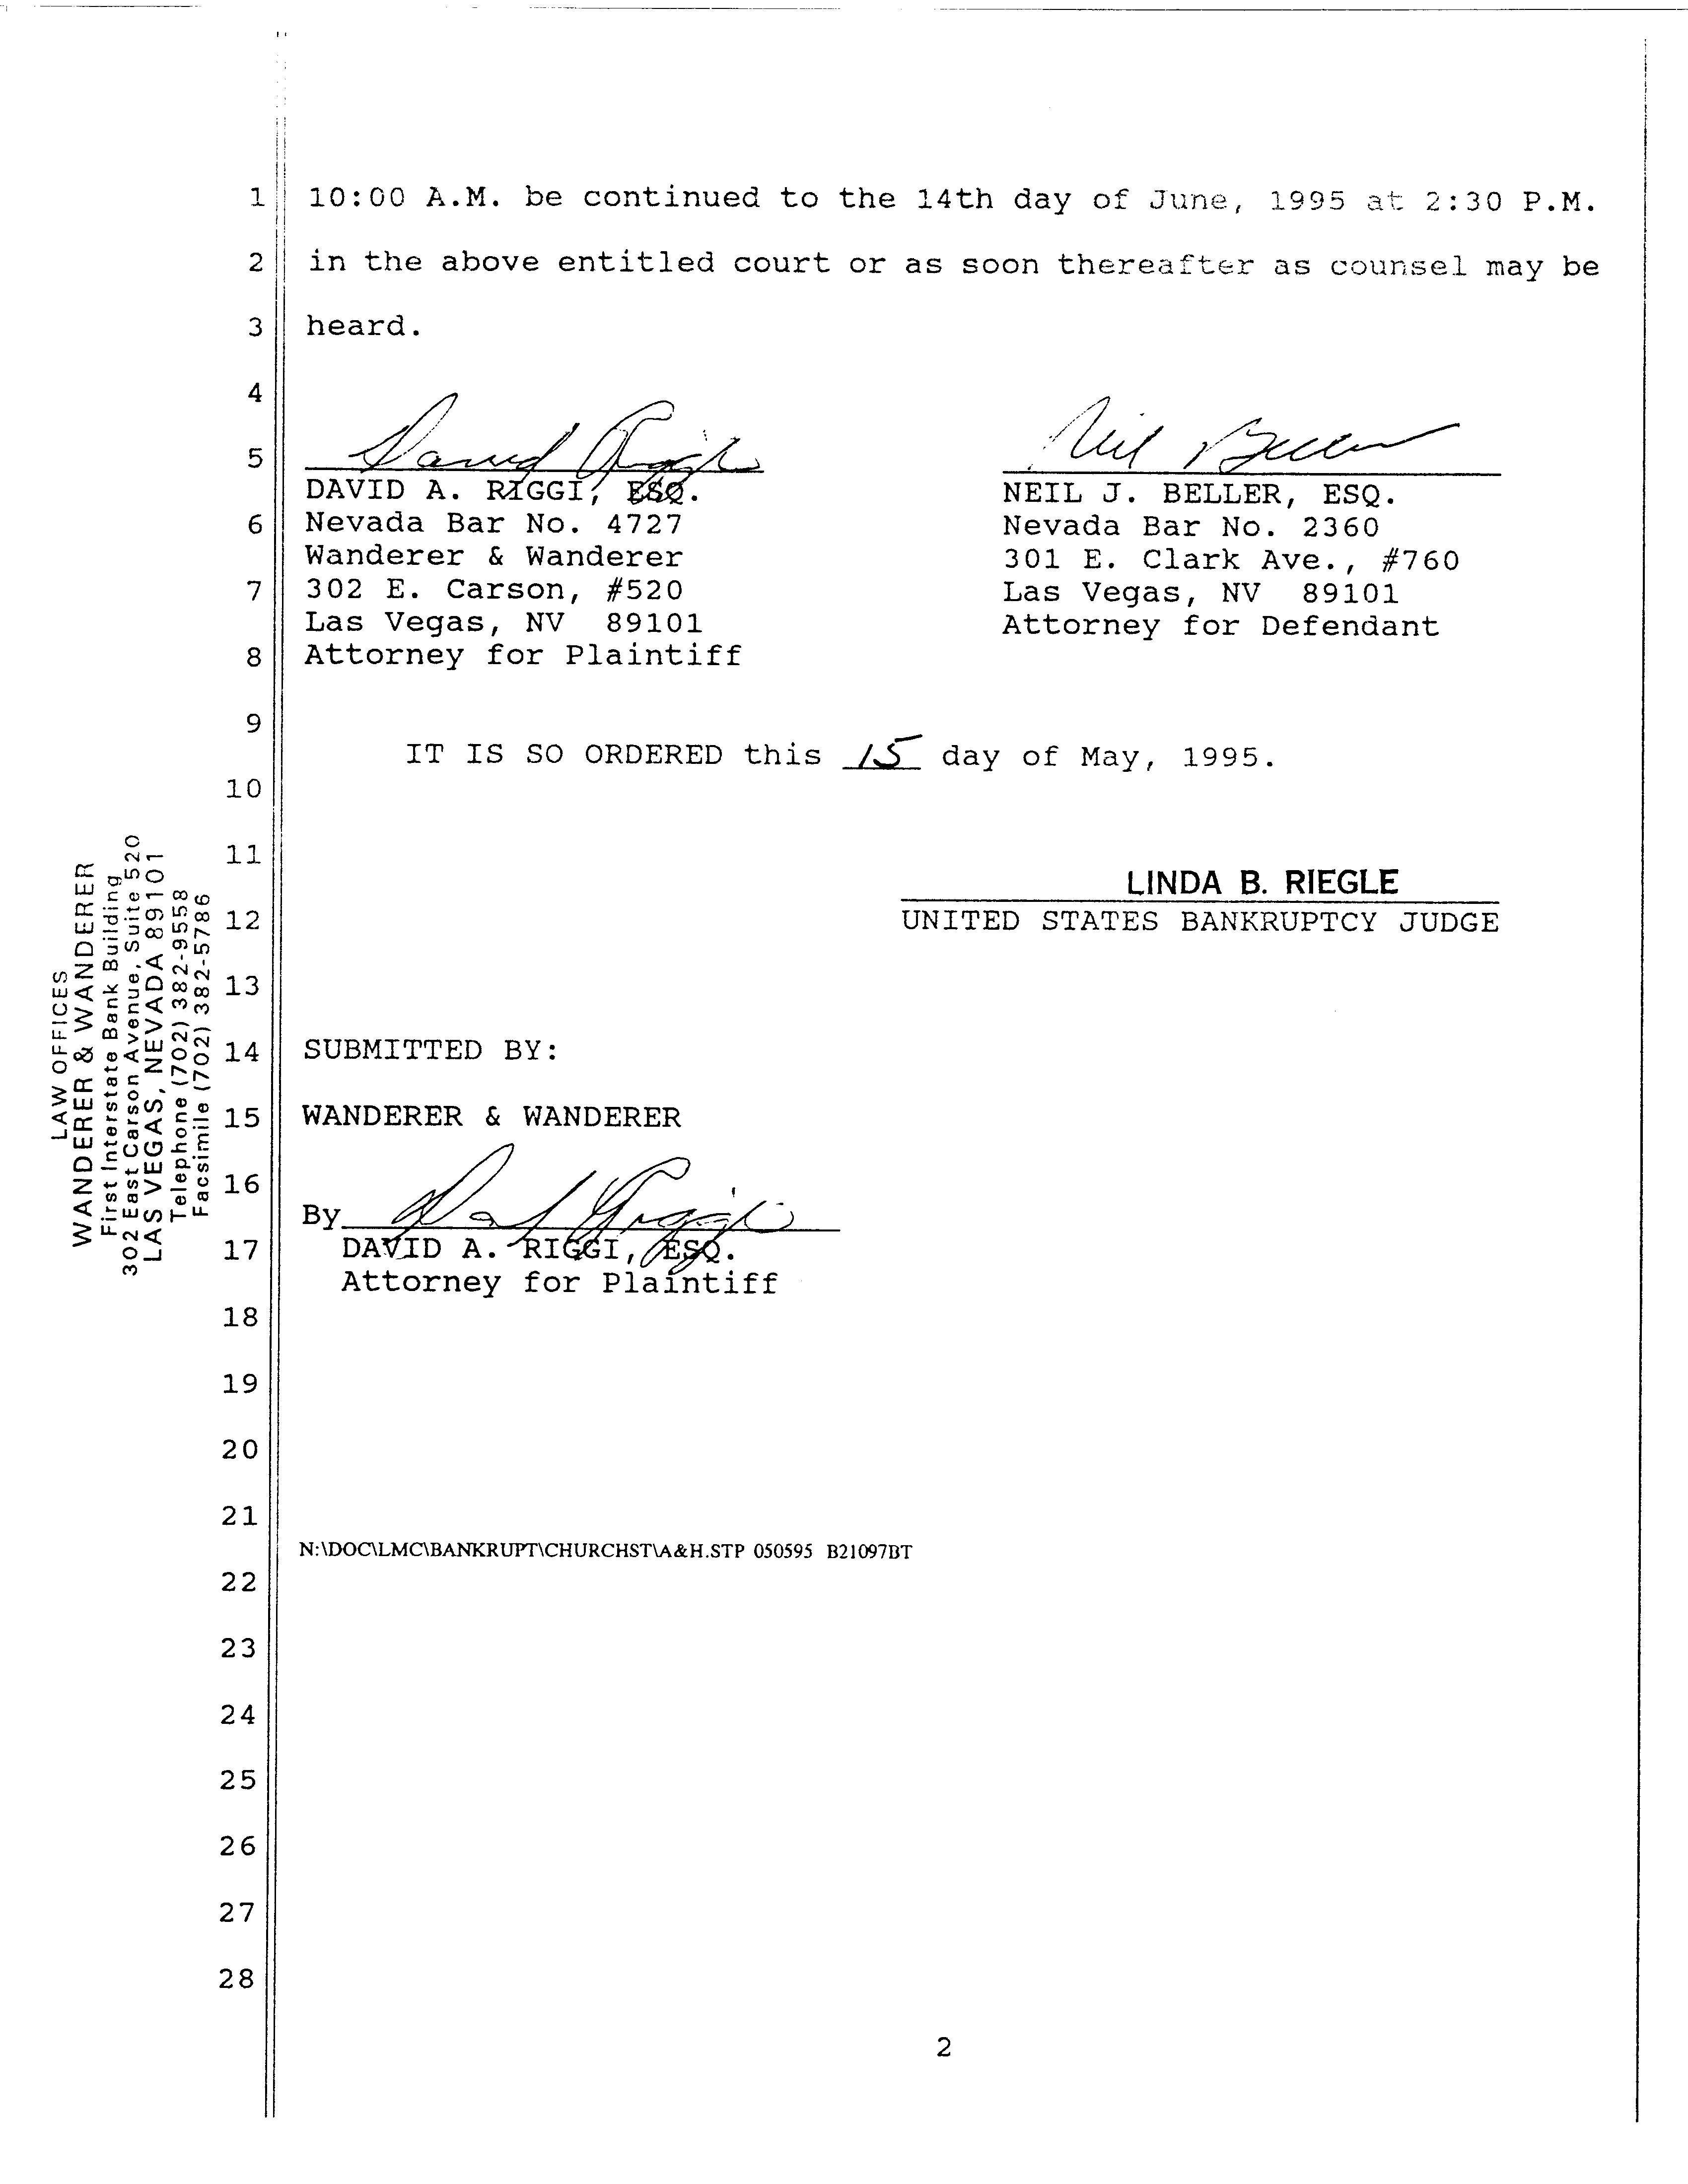 1 10:00 A.M. be continued to the 14th day of June, 1995 at 2:30 P.M.
2 in the above entitled court or as soon thereafter as counsel may be
3 heard.
4
5 David Riggi Neil Beller
DAVID A. RIGGI, ESQ. NEIL J. BELLER, ESQ.
6 Nevada Bar No. 4727 Nevada Bar No. 2360
Wanderer & Wanderer 301 E. Clark Ave., #760
7 302 E. Carson, #520 Las Vegas, NV 89101
Las Vegas, NV 89101 Attorney for Defendant
8 Attorney for Plaintiff
9
IT IS SO ORDERED this 15 day of May, 1995.
10
11
LINDA B. RIEGLE
12 UNITED STATES BANKRUPTCY JUDGE
13
14 SUBMITTED BY:
15 WANDERER & WANDERER
16
By David Riggi
17 DAVID A. RIGGI, ESQ.
Attorney for Plaintiff
18
19
20
21
N:\DOC\LMC\BANKRUPT\CHURCHST\A&H.STP 050595 B21097BT
22
23
24
25
26
27
28
2
LAW OFFICES
WANDERER & WANDERER
First Interstate Bank Building
302 East Carson Avenue, Suite 520
LAS VEGAS, NEVADA 89101
Telephone (702) 382-9558
Facsimile (702) 382-5786